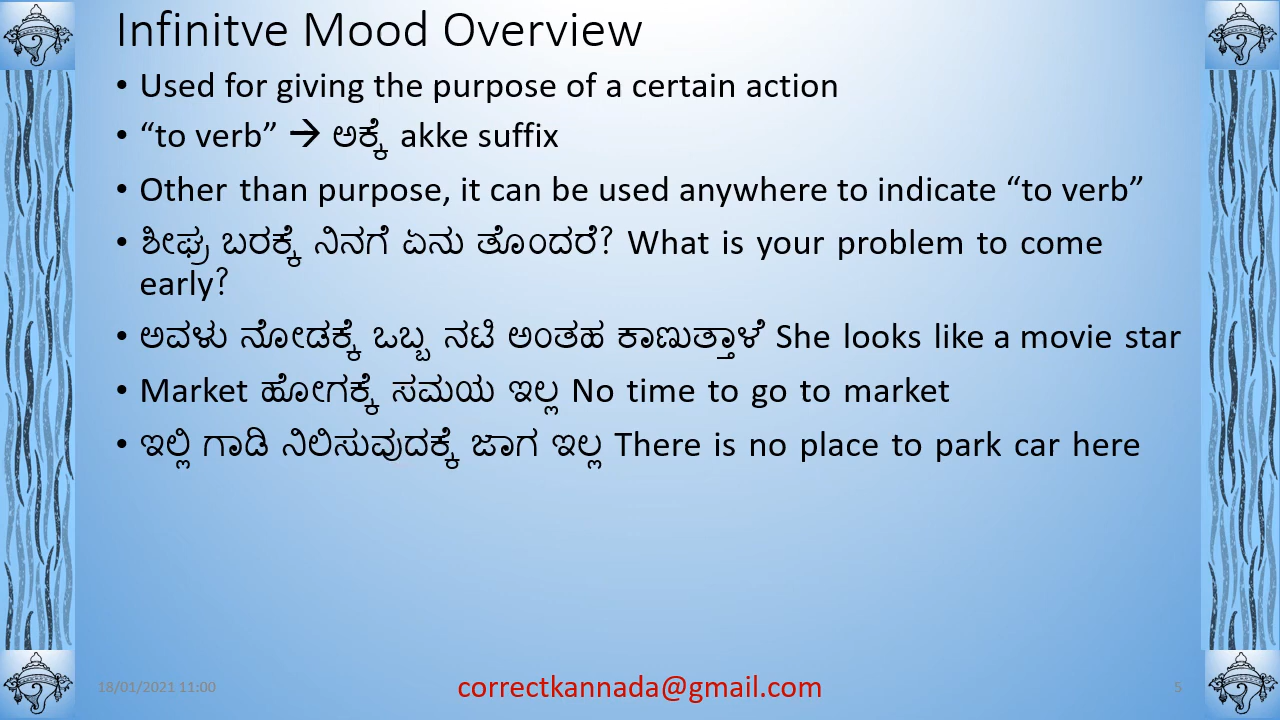 Infinitve Mood Overview
• Used for giving the purpose of a certain action
• “to verb” → ಅಕ್ಕೆ akke suffix
• Other than purpose, it can be used anywhere to indicate “to verb”
• ಶೀಘ್ರ ಬರಕ್ಕೆ ನಿನಗೆ ಏನು ತೊಂದರೆ? What is your problem to come
early?
• ಅವಳು ನೋಡಕ್ಕೆ ಒಬ್ಬ ನಟಿ ಅಂತಹ ಕಾಣುತ್ತಾಳೆ She looks like a movie star
• Market ಹೋಗಕ್ಕೆ ಸಮಯ ಇಲ್ಲ No time to go to market
• ಇಲ್ಲಿ ಗಾಡಿ ನಿಲಿಸುವುದಕ್ಕೆ ಜಾಗ ಇಲ್ಲ There is no place to park car here
18/01/2021 11:00
correctkannada@gmail.com
5